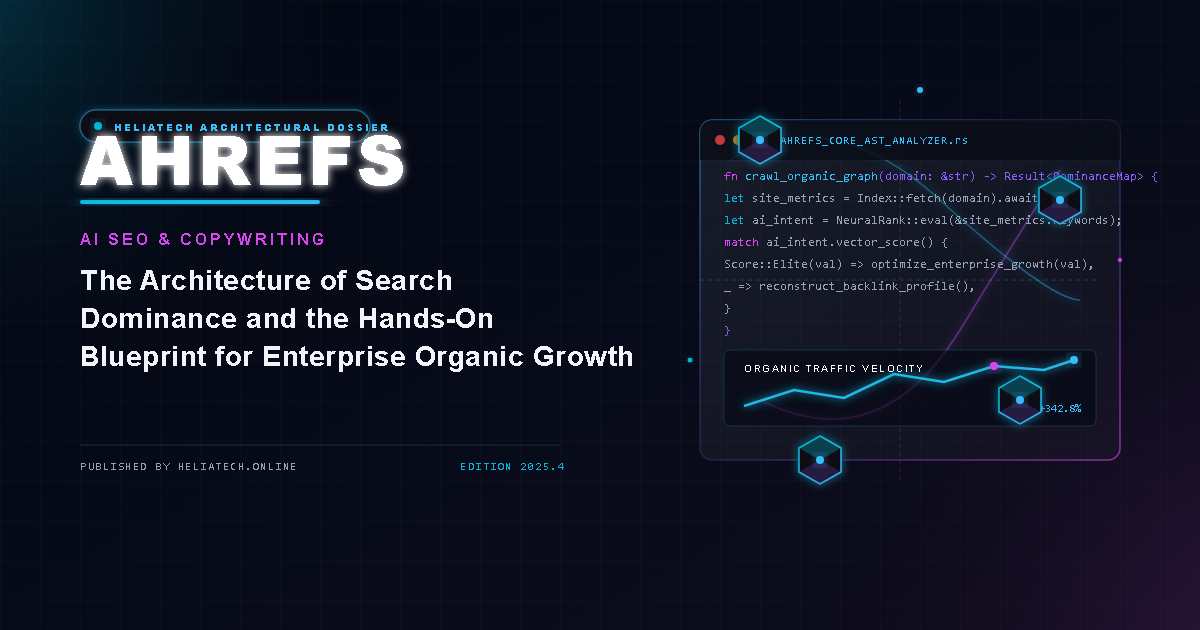 HELIATECH ARCHITECTURAL DOSSIER
AHREFS
AI SEO & COPYWRITING
The Architecture of Search
Dominance and the Hands-On
Blueprint for Enterprise Organic Growth
PUBLISHED BY HELIATECH.ONLINE
EDITION 2025.4
AHREFS_CORE_AST_ANALYZER.rs
fn crawl_organic_graph(domain: &str) -> Result<DominanceMap> {
let site_metrics = Index::fetch(domain).await
let ai_intent = NeuralRank::eval(&site_metrics.keywords);
match ai_intent.vector_score() {
Score::Elite(val) => optimize_enterprise_growth(val),
_ => reconstruct_backlink_profile(),
}
}
ORGANIC TRAFFIC VELOCITY
+342.8%